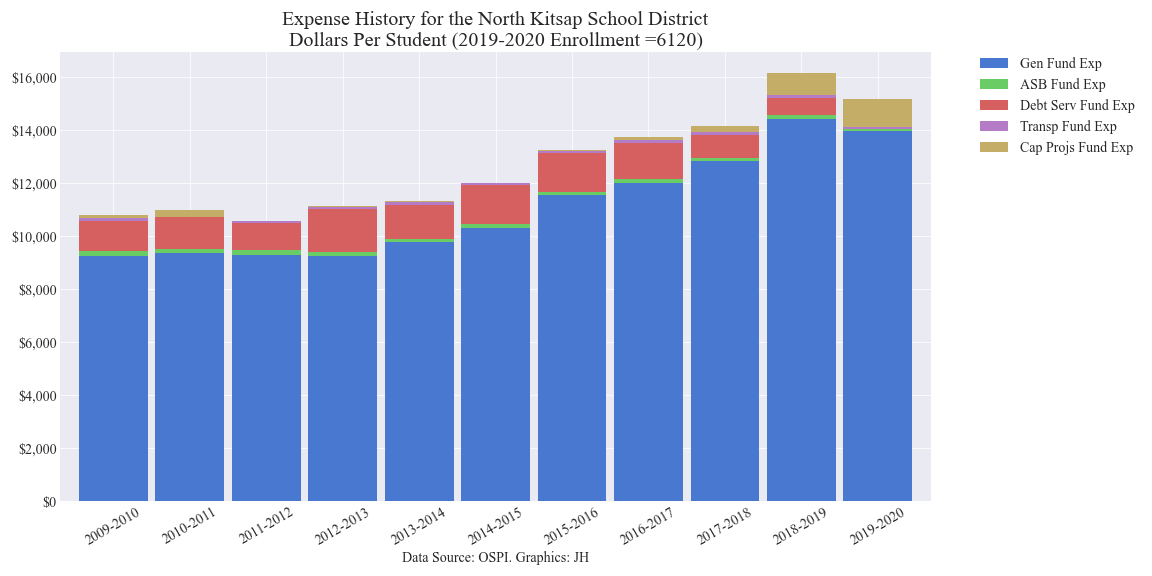 Expense History for the North Kitsap School District
Dollars Per Student (2019-2020 Enrollment =6120)
$16,000
$14,000
$12,000
$10,000
$8,000
$6,000
$4,000
$2,000
$0
Gen Fund Exp
ASB Fund Exp
Debt Serv Fund Exp
Transp Fund Exp
Cap Projs Fund Exp
2009-2010
2010-2011
2011-2012
2012-2013
2013-2014
2014-2015
2015-2016
2016-2017
2017-2018
2018-2019
2019-2020
Data Source: OSPI. Graphics: JH